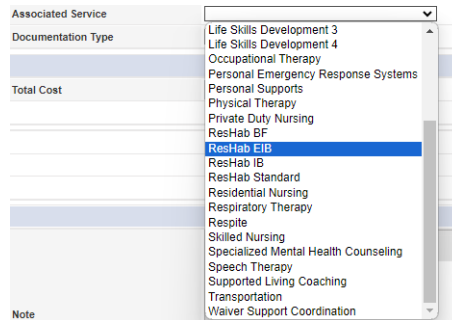 Associated Service
Documentation Type
Life Skills Development 3
Life Skills Development 4
Occupational Therapy
Personal Emergency Response Systems
Total Cost
Personal Supports
Physical Therapy
Private Duty Nursing
ResHab BF
ResHab EIB
ResHab IB
ResHab Standard
Residential Nursing
Respiratory Therapy
Respite
Skilled Nursing
Specialized Mental Health Counseling
Speech Therapy
Supported Living Coaching
Transportation
Waiver Support Coordination
Note